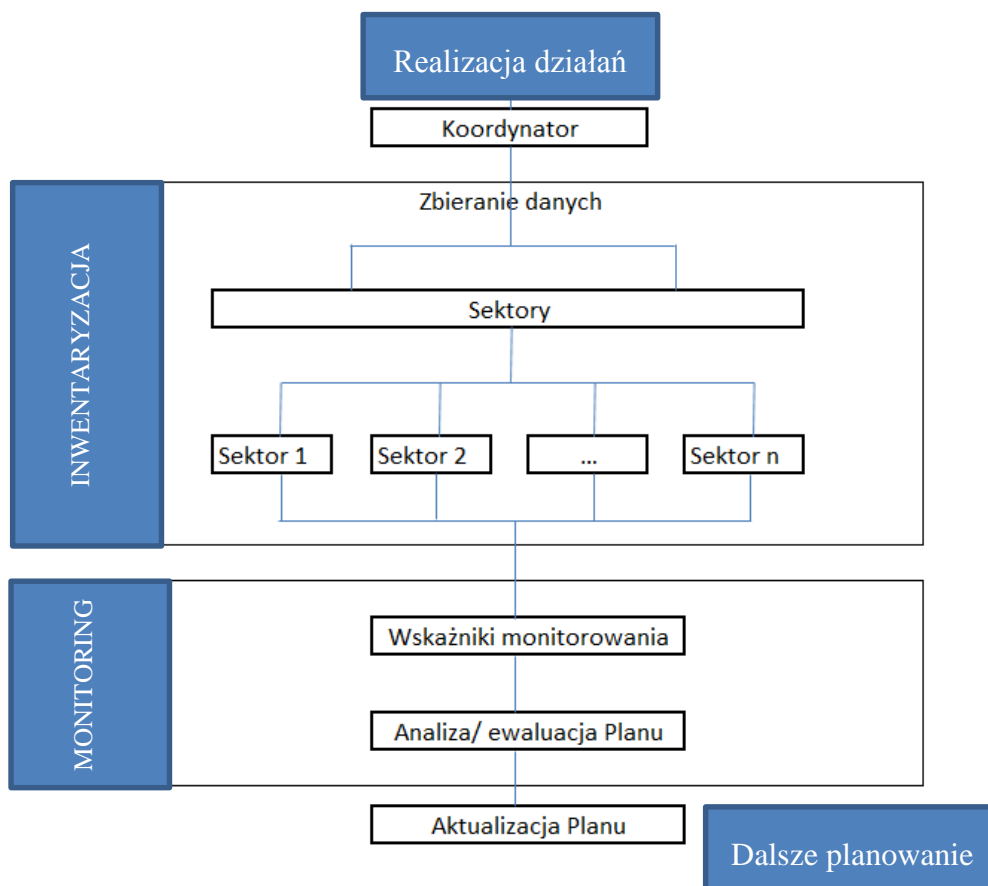 Realizacja działań
Koordynator
INWENTARYZACJA
Zbieranie danych
Sektory
Sektor 1
Sektor 2
...
Sektor n
MONITORING
Wskaźniki monitorowania
Analiza/ ewaluacja Planu
Aktualizacja Planu
Dalsze planowanie